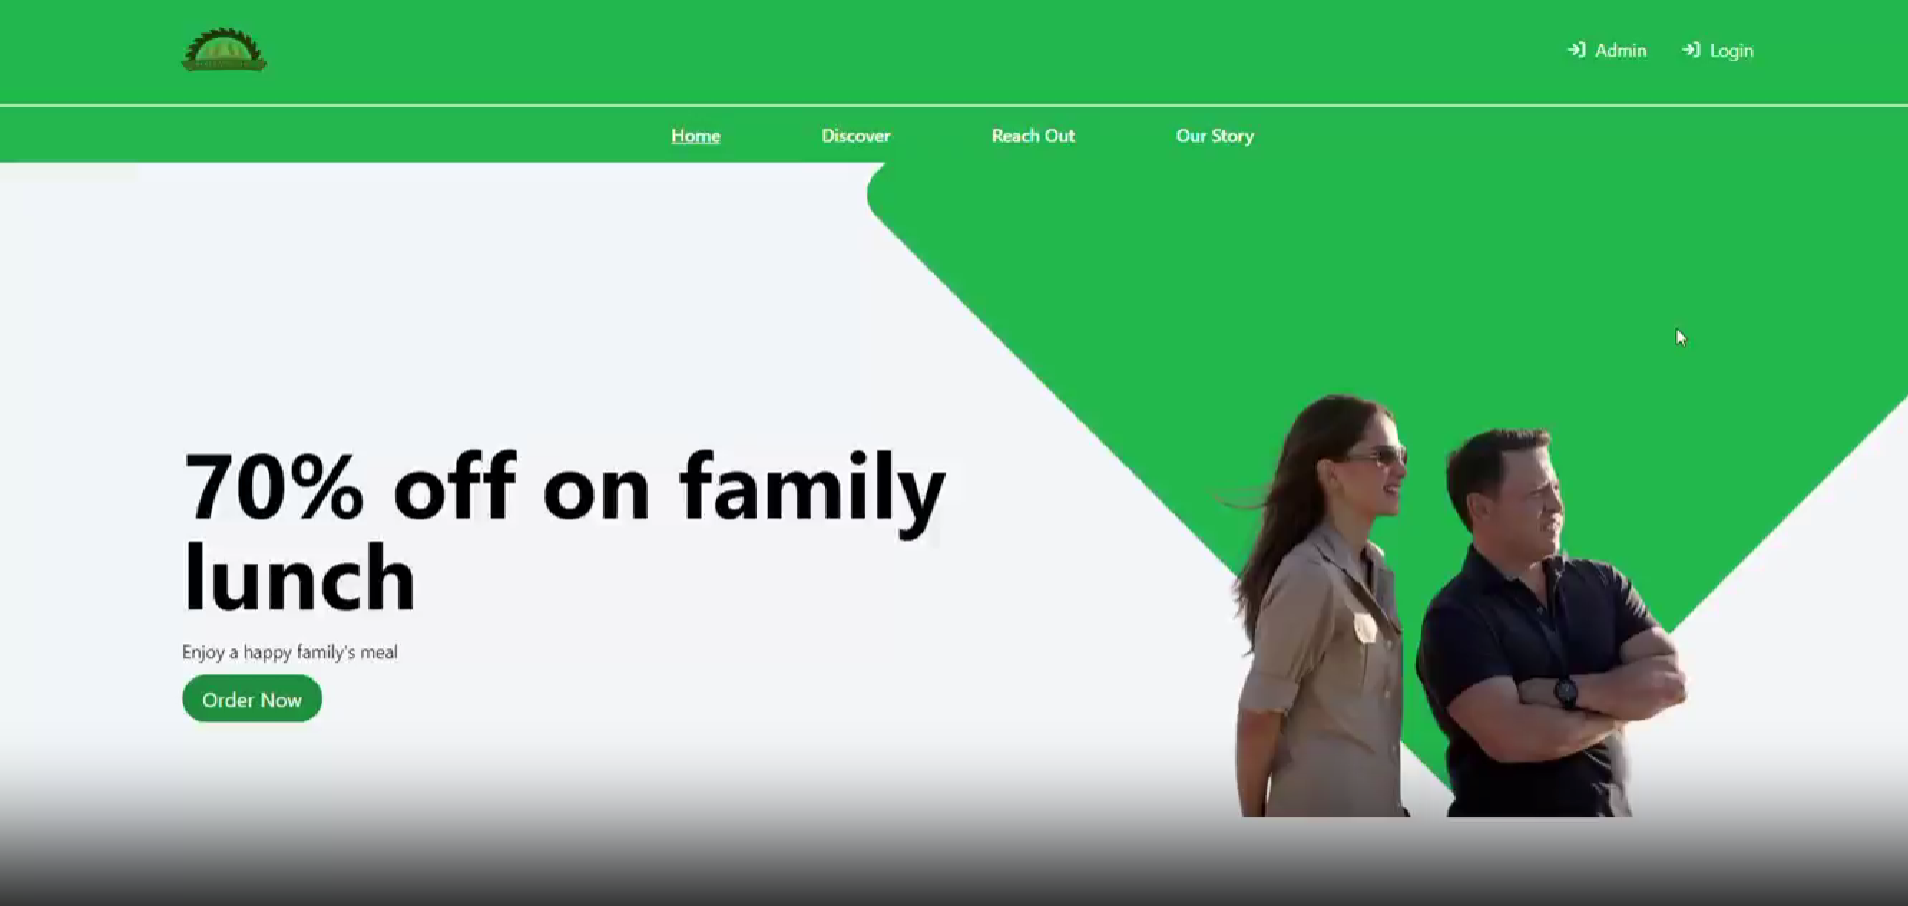 Admin
Login
Home
Discover
Reach Out
Our Story
70% off on family
lunch
Enjoy a happy family's meal
Order Now